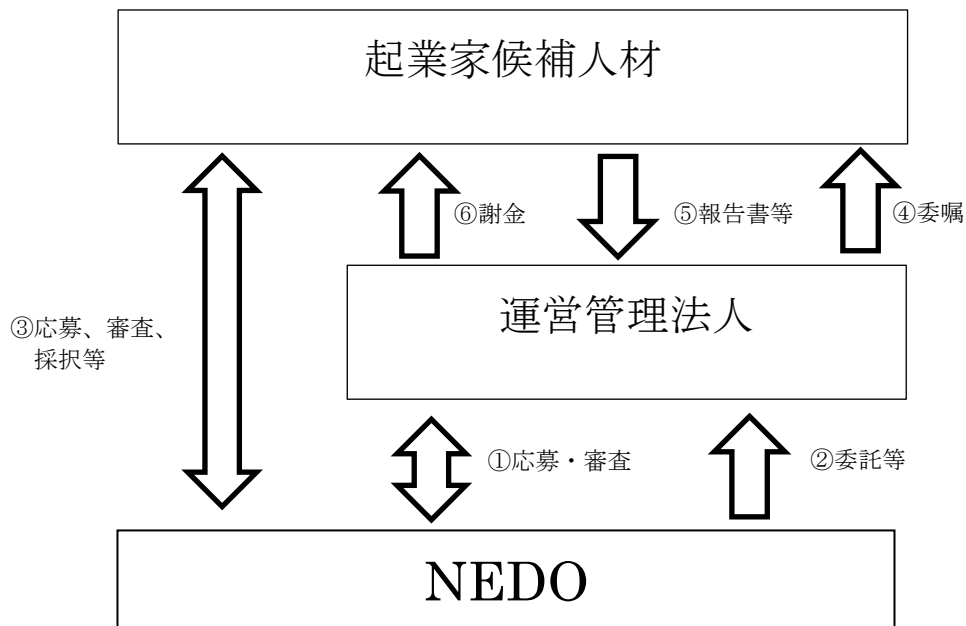 起業家候補人材
⑥謝金
⑤報告書等
④委嘱
運営管理法人
③応募、審査、
採択等
①応募・審査
②委託等
NEDO